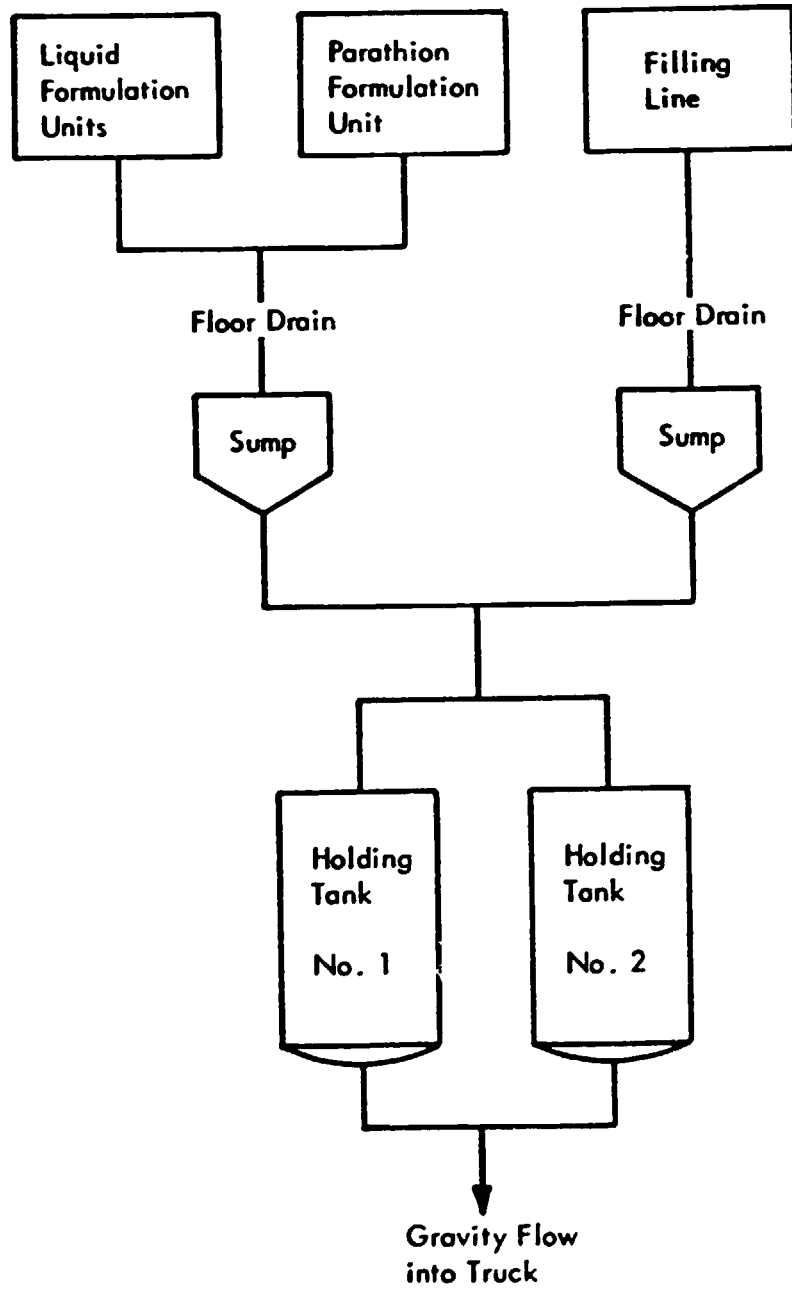 Liquid
Formulation
Units
Parathion
Formulation
Unit
Filling
Line
Floor Drain
Floor Drain
Sump
Sump
Holding
Tank
No. 1
Holding
Tank
No. 2
Gravity Flow
into Truck